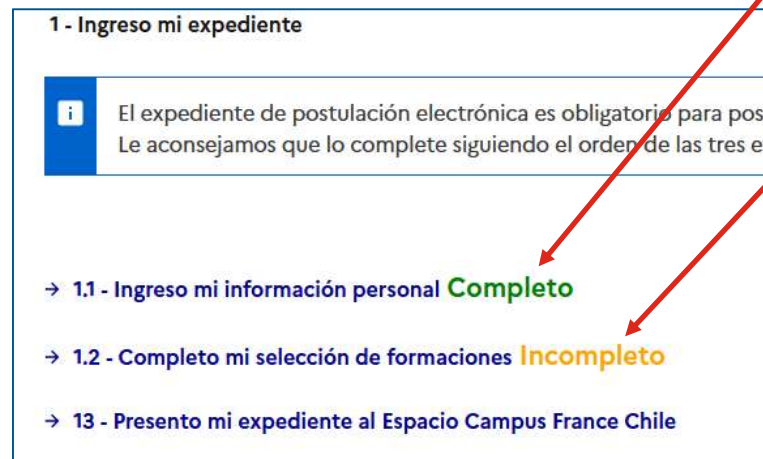 1 - Ingreso mi expediente
i
El expediente de postulación electrónica es obligatorio para pos
Le aconsejamos que lo complete siguiendo el orden de las tres e
→ 1.1 - Ingreso mi información personal Completo
→ 1.2 - Completo mi selección de formaciones Incompleto
→ 13 - Presento mi expediente al Espacio Campus France Chile